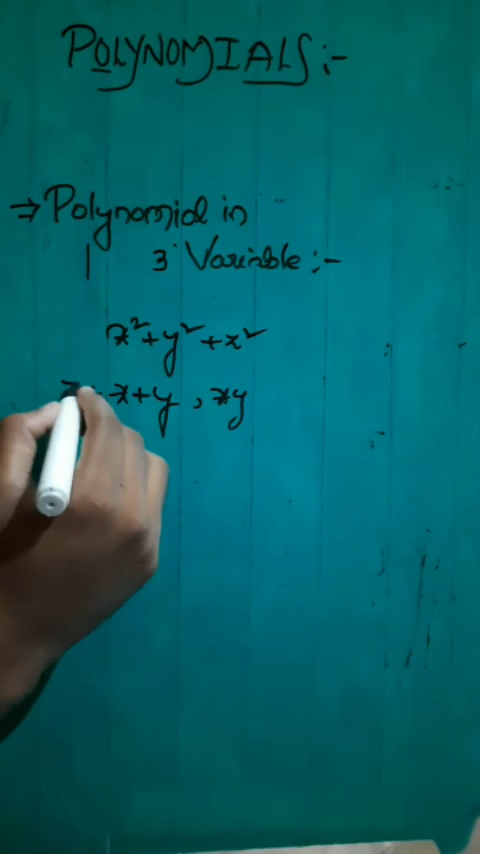 POLYNOMIALS :-
⇒ Polynomial in
1 3 Variable :-
x² + y² + z²
x + y , xy